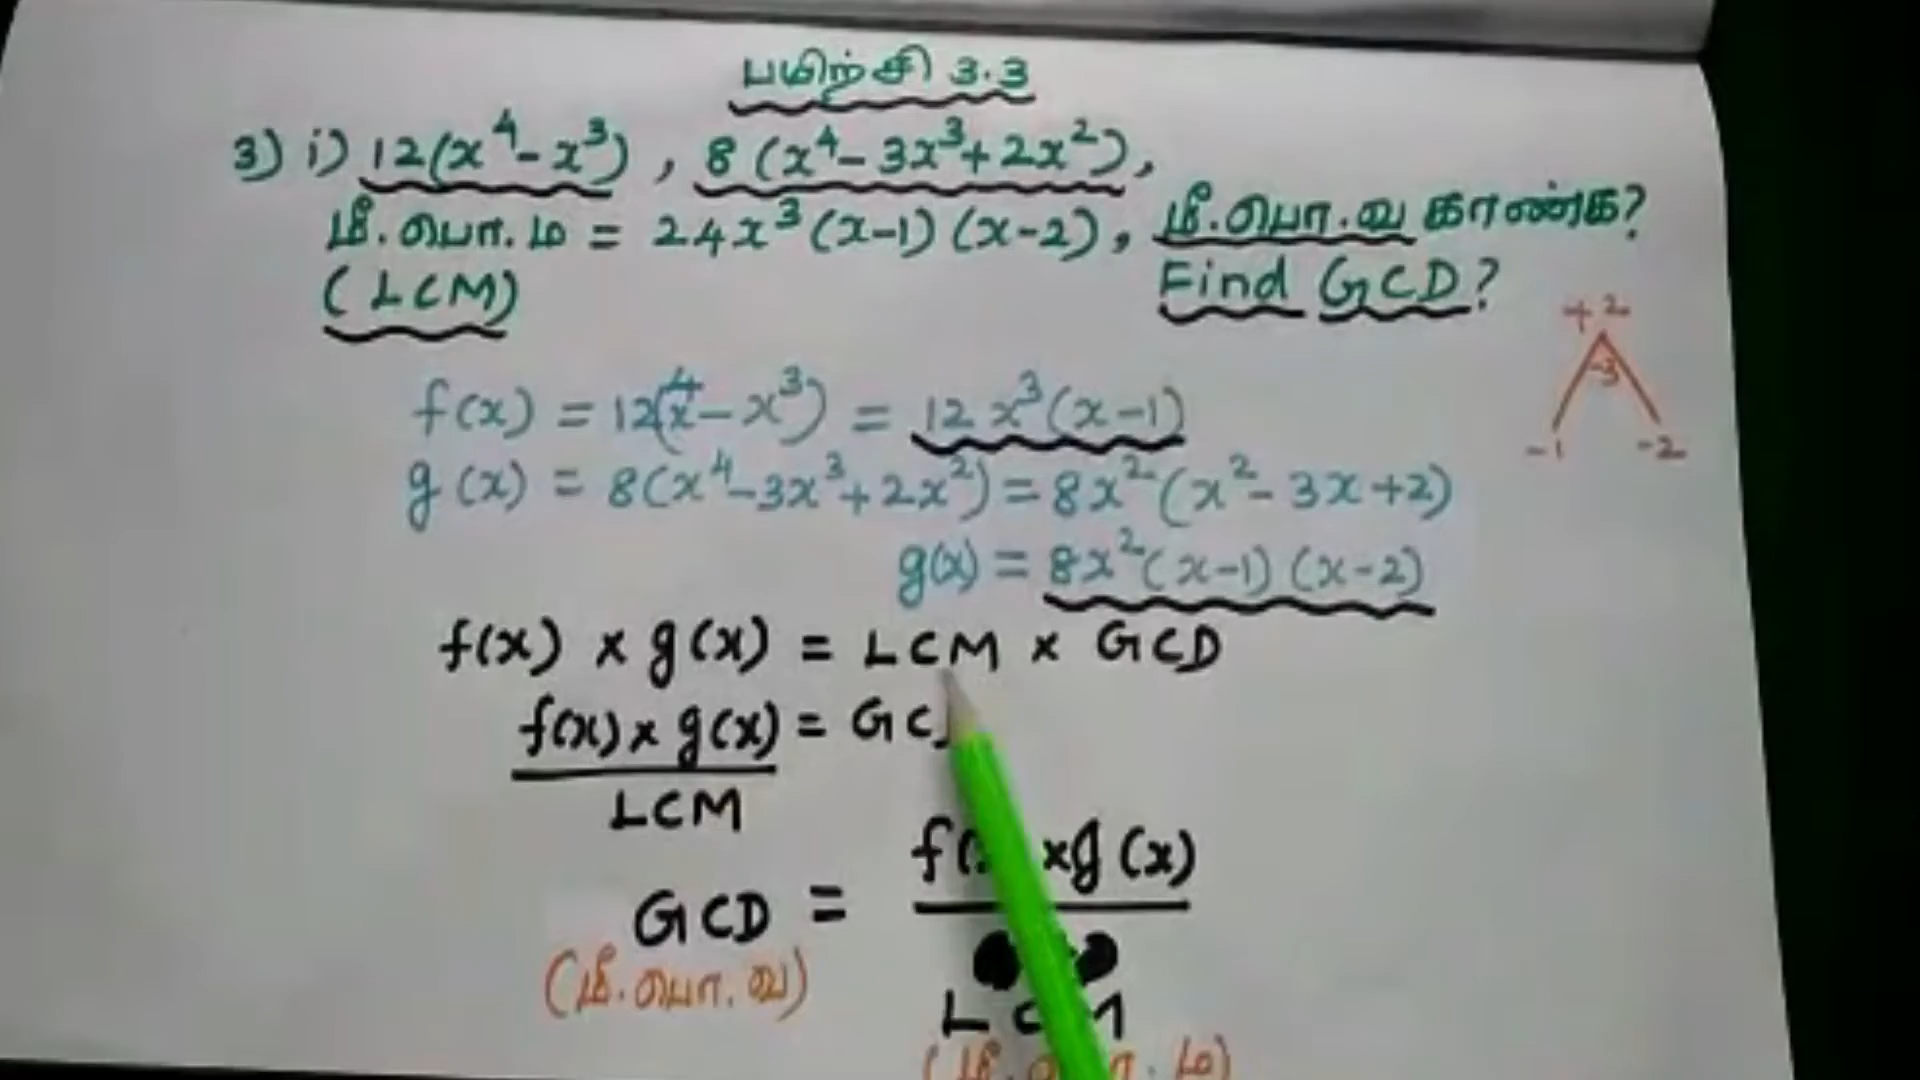 பயிற்சி 3.3
3) i) 12(x⁴-x³) , 8(x⁴-3x³+2x²),
மீ.பொ.ம = 24x³(x-1)(x-2), மீ.பொ.வ காண்க?
(LCM) Find GCD?
+2
-3
-1 -2
f(x) = 12(x⁴-x³) = 12x³(x-1)
g(x) = 8(x⁴-3x³+2x²) = 8x²(x²-3x+2)
g(x) = 8x²(x-1)(x-2)
f(x) × g(x) = LCM × GCD
f(x) × g(x) =
LCM
GCD =
(மீ.பொ.வ)